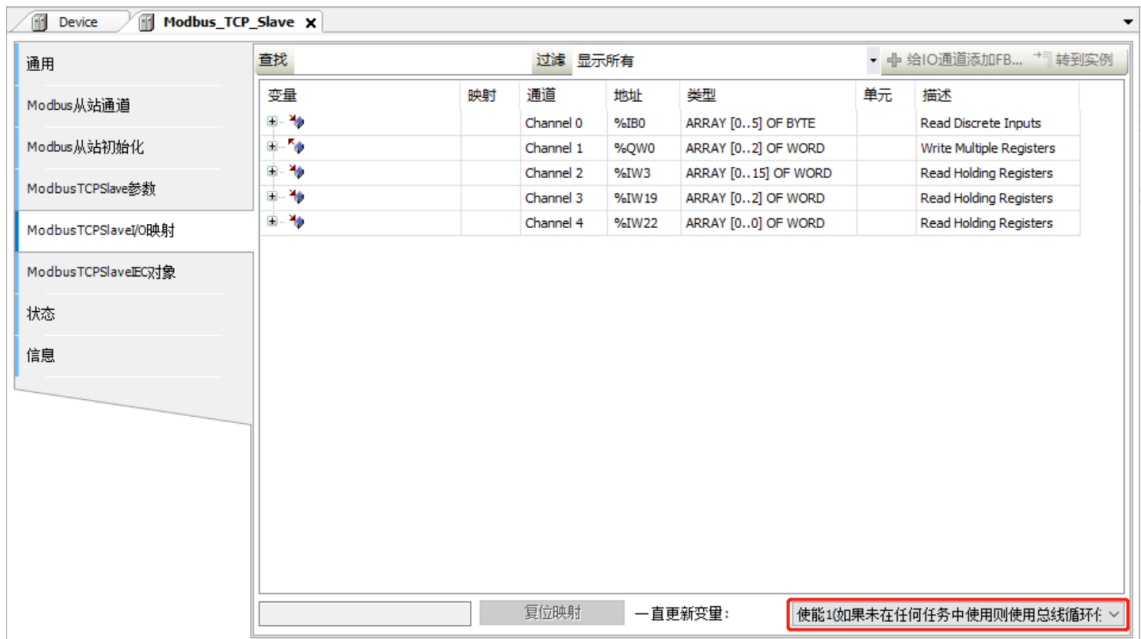 Device Modbus_TCP_Slave
通用
Modbus从站通道
Modbus从站初始化
ModbusTCPSlave参数
ModbusTCPSlaveI/O映射
ModbusTCPSlaveIEC对象
状态
信息
查找 过滤 显示所有 给IO通道添加FB... 转到实例
变量 映射 通道 地址 类型 单元 描述
Channel 0 %IB0 ARRAY [0..5] OF BYTE Read Discrete Inputs
Channel 1 %QW0 ARRAY [0..2] OF WORD Write Multiple Registers
Channel 2 %IW3 ARRAY [0..15] OF WORD Read Holding Registers
Channel 3 %IW19 ARRAY [0..2] OF WORD Read Holding Registers
Channel 4 %IW22 ARRAY [0..0] OF WORD Read Holding Registers
复位映射 一直更新变量: 使能1(如果未在任何任务中使用则使用总线循环